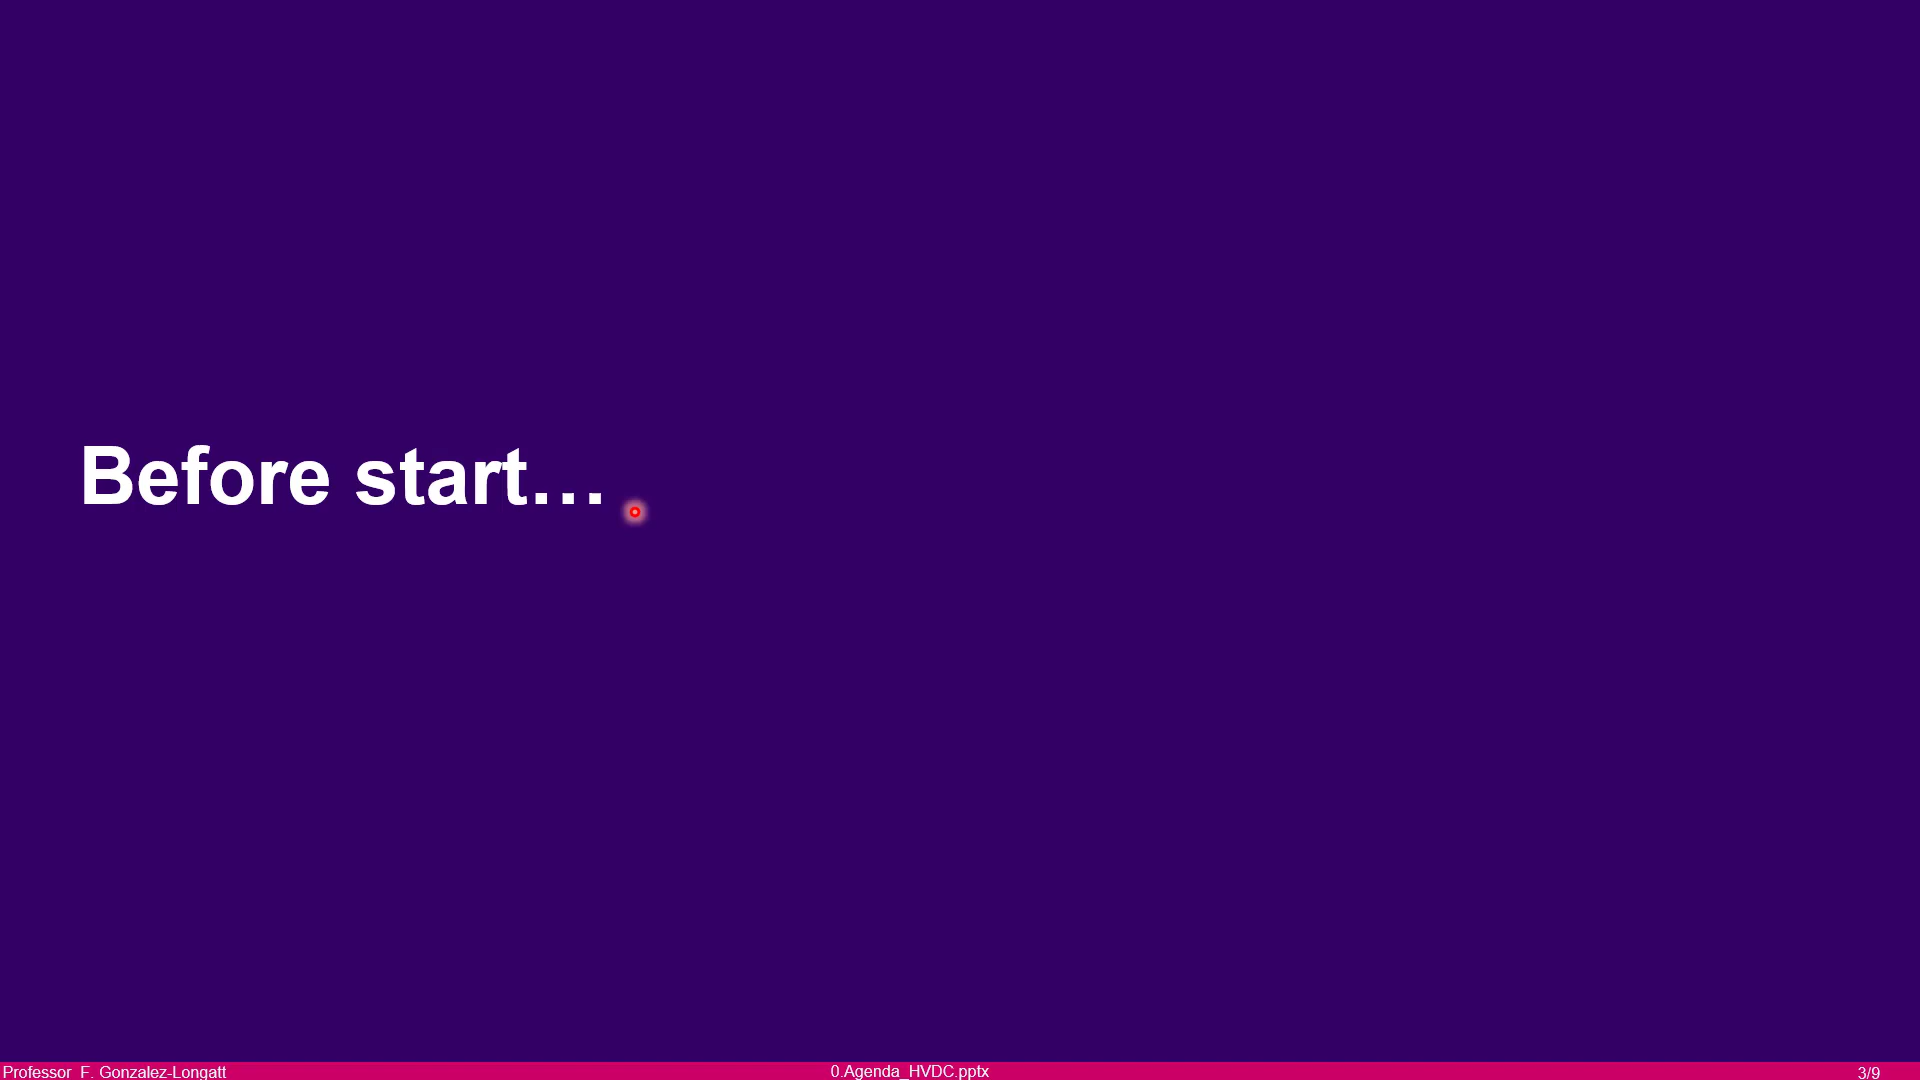 Before start…
Professor F. Gonzalez-Longatt
0.Agenda_HVDC.pptx
3/9